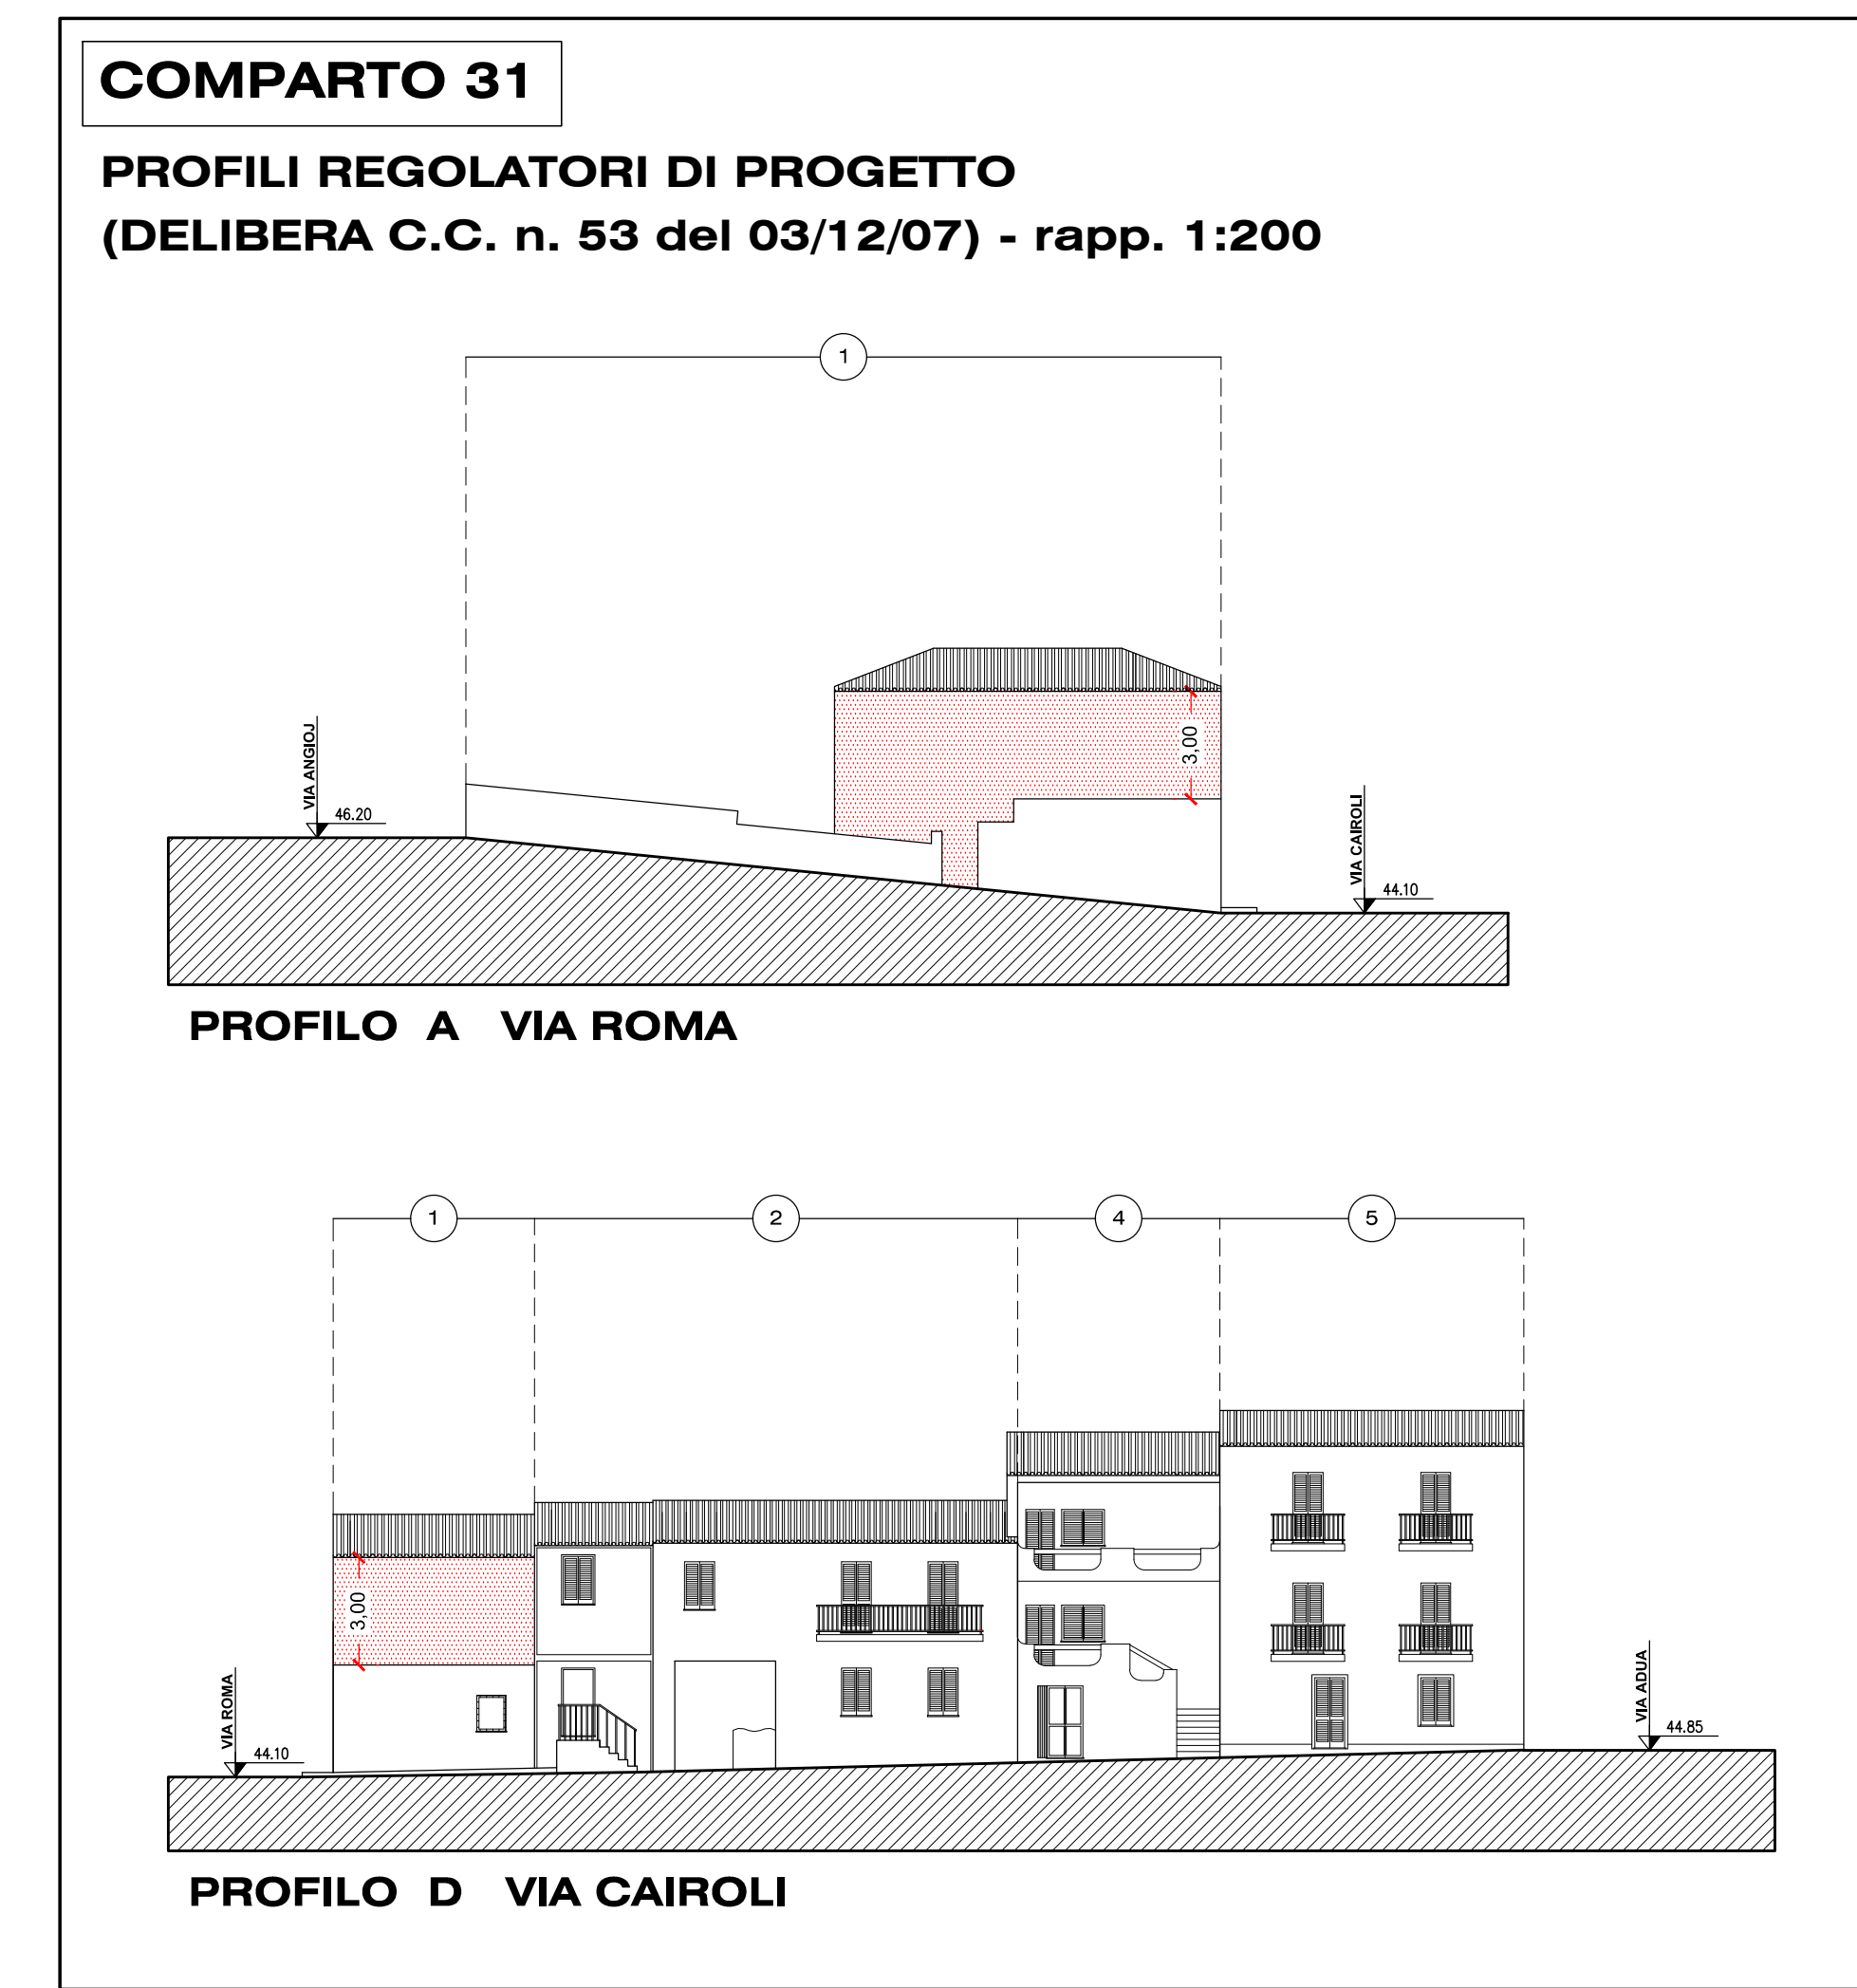 COMPARTO 31
PROFILI REGOLATORI DI PROGETTO
(DELIBERA C.C. n. 53 del 03/12/07) - rapp. 1:200
1
3,00
VIA ANGIOJ
46.20
VIA CAIROLI
44.10
PROFILO A VIA ROMA
1
2
4
5
3,00
VIA ROMA
44.10
VIA ADUA
44.85
PROFILO D VIA CAIROLI